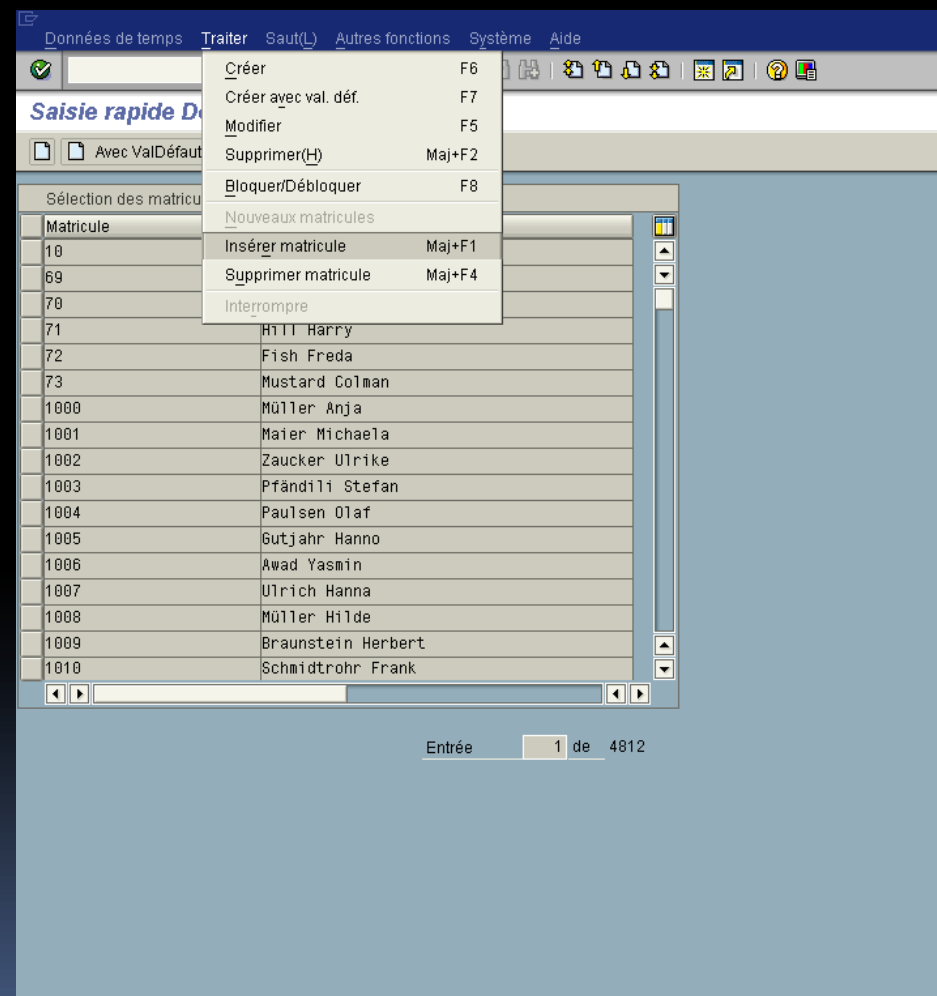 Données de temps Traiter Saut(L) Autres fonctions Système Aide
Créer F6
Créer avec val. déf. F7
Modifier F5
Supprimer(H) Maj+F2
Bloquer/Débloquer F8
Nouveaux matricules
Insérer matricule Maj+F1
Supprimer matricule Maj+F4
Interrompre
Saisie rapide
Avec ValDéfaut
Sélection des
Matricule
10
69
70
71 Hill Harry
72 Fish Freda
73 Mustard Colman
1000 Müller Anja
1001 Maier Michaela
1002 Zaucker Ulrike
1003 Pfändili Stefan
1004 Paulsen Olaf
1005 Gutjahr Hanno
1006 Awad Yasmin
1007 Ulrich Hanna
1008 Müller Hilde
1009 Braunstein Herbert
1010 Schmidtrohr Frank
Entrée 1 de 4812